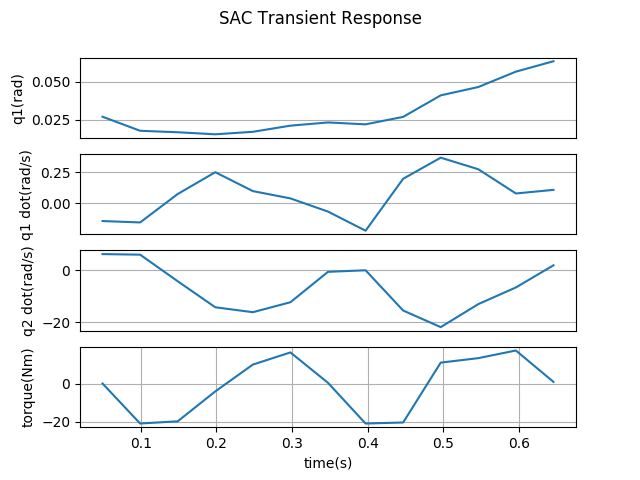 SAC Transient Response
q1(rad)
0.050
0.025
q1 dot(rad/s)
0.25
0.00
q2 dot(rad/s)
0
−20
torque(Nm)
0
−20
0.1 0.2 0.3 0.4 0.5 0.6
time(s)